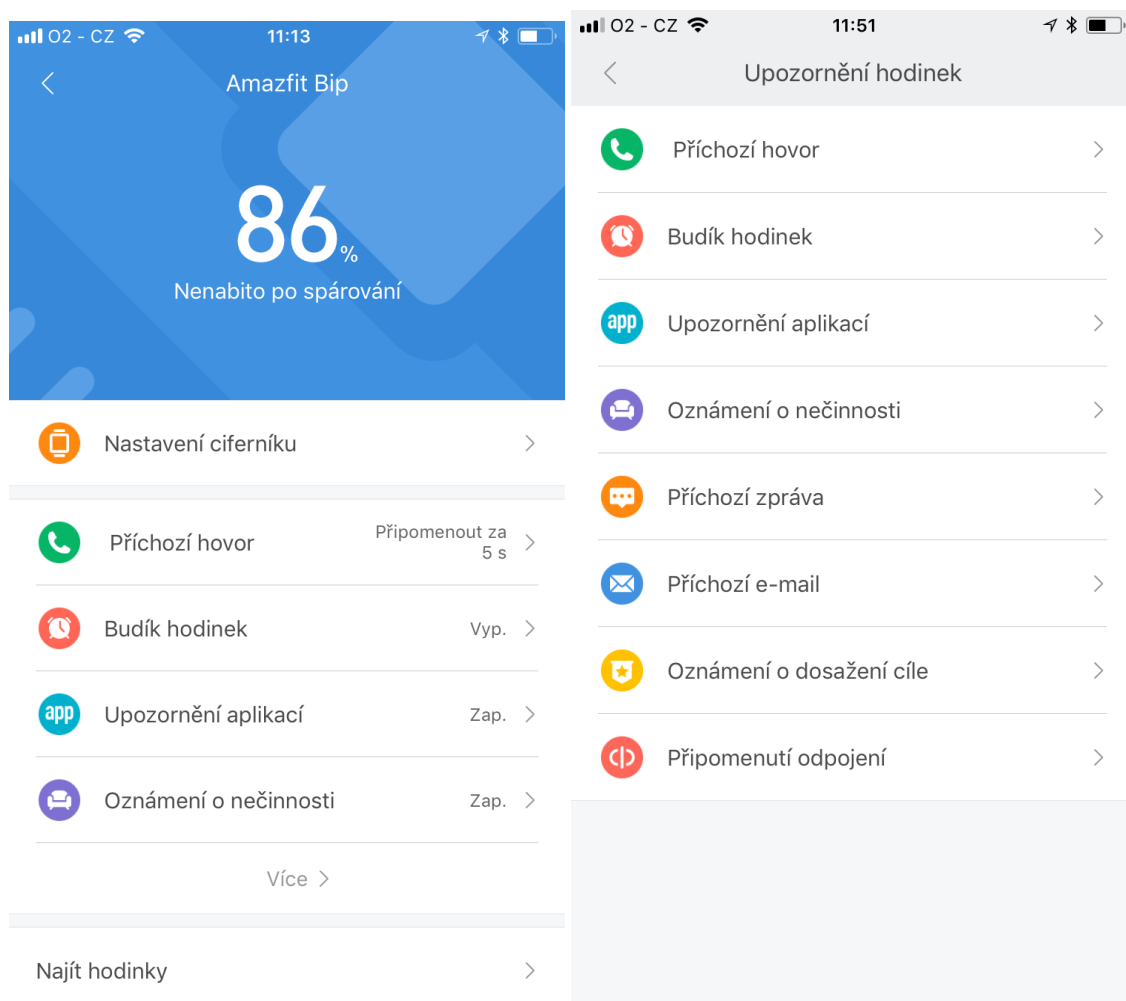 O2 - CZ 11:13
Amazfit Bip
86%
Nenabito po spárování
Nastavení ciferníku
Příchozí hovor
Připomenout za
5 s
Budík hodinek Vyp.
app Upozornění aplikací Zap.
Oznámení o nečinnosti Zap.
Více
Najít hodinky
O2 - CZ 11:51
Upozornění hodinek
Příchozí hovor
Budík hodinek
app Upozornění aplikací
Oznámení o nečinnosti
Příchozí zpráva
Příchozí e-mail
Oznámení o dosažení cíle
Připomenutí odpojení